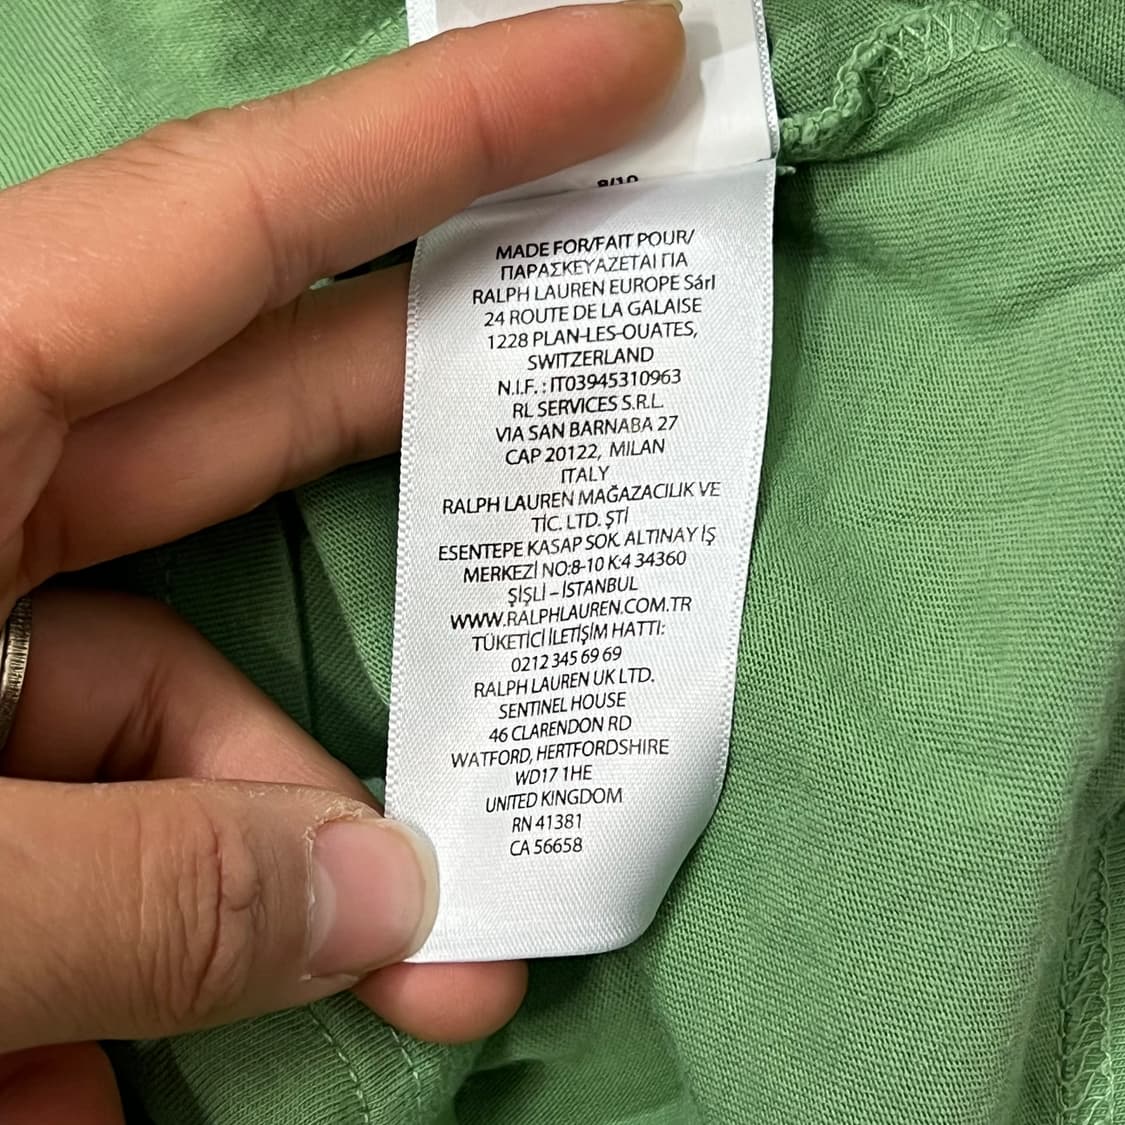 8/10
MADE FOR/FAIT POUR/
ΠΑΡΑΣΚΕΥΑΖΕΤΑΙ ΓΙΑ
RALPH LAUREN EUROPE Sárl
24 ROUTE DE LA GALAISE
1228 PLAN-LES-OUATES,
SWITZERLAND
N.I.F. : IT03945310963
RL SERVICES S.R.L.
VIA SAN BARNABA 27
CAP 20122, MILAN
ITALY
RALPH LAUREN MAĞAZACILIK VE
TİC. LTD. ŞTİ
ESENTEPE KASAP SOK. ALTINAY İŞ
MERKEZİ NO:8-10 K:4 34360
ŞİŞLİ – İSTANBUL
WWW.RALPHLAUREN.COM.TR
TÜKETİCİ İLETİŞİM HATTI:
0212 345 69 69
RALPH LAUREN UK LTD.
SENTINEL HOUSE
46 CLARENDON RD
WATFORD, HERTFORDSHIRE
WD17 1HE
UNITED KINGDOM
RN 41381
CA 56658